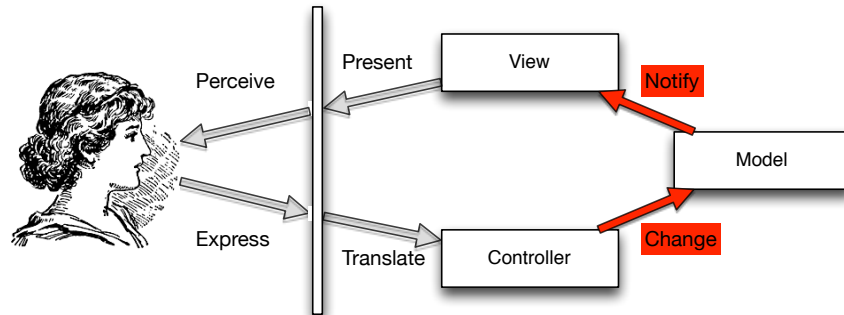 Perceive
Present
View
Notify
Model
Express
Translate
Controller
Change